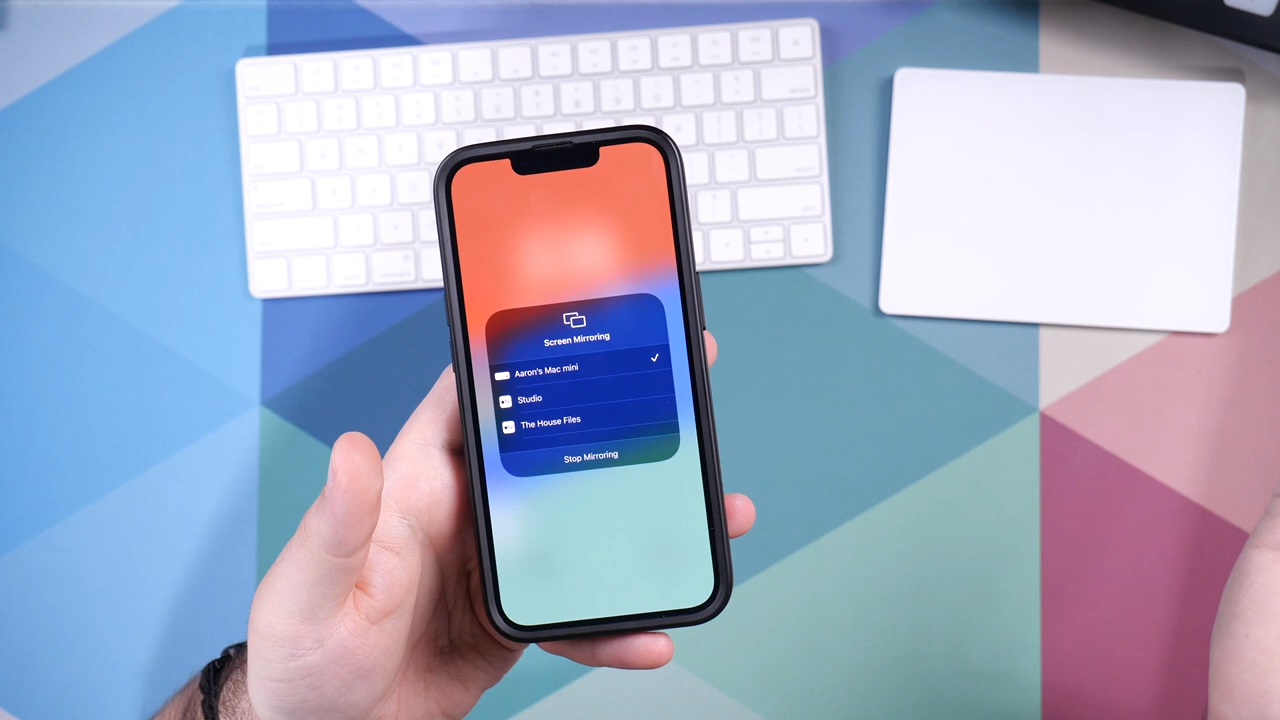 Screen Mirroring
Aaron's Mac mini
Studio
The House Files
Stop Mirroring